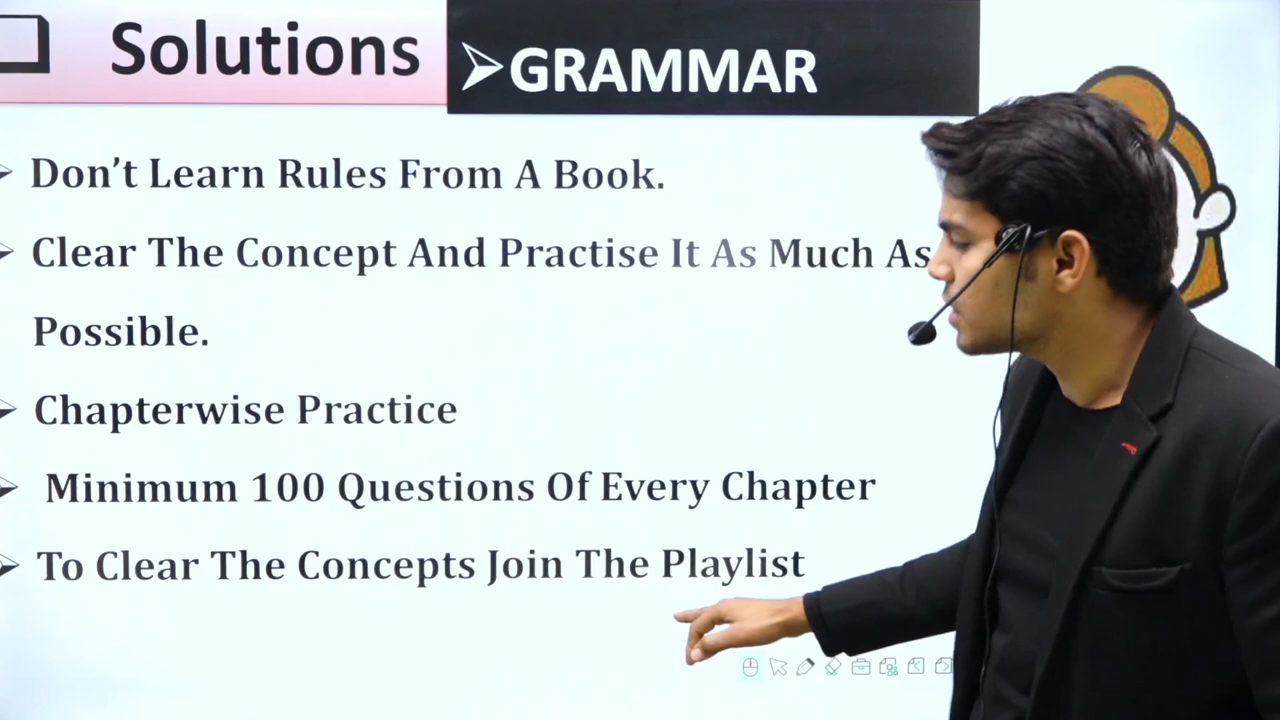 Solutions
GRAMMAR
Don't Learn Rules From A Book.
Clear The Concept And Practise It As Much As
Possible.
Chapterwise Practice
Minimum 100 Questions Of Every Chapter
To Clear The Concepts Join The Playlist